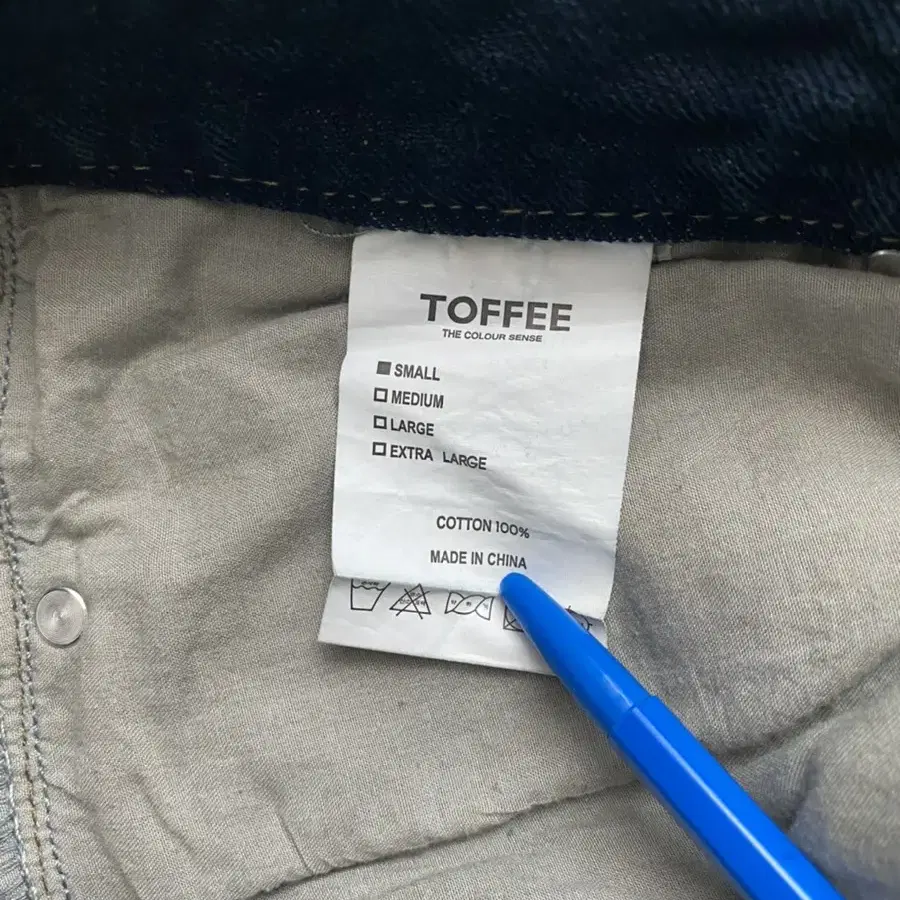 TOFFEE
THE COLOUR SENSE
SMALL
MEDIUM
LARGE
EXTRA LARGE
COTTON 100%
MADE IN CHINA